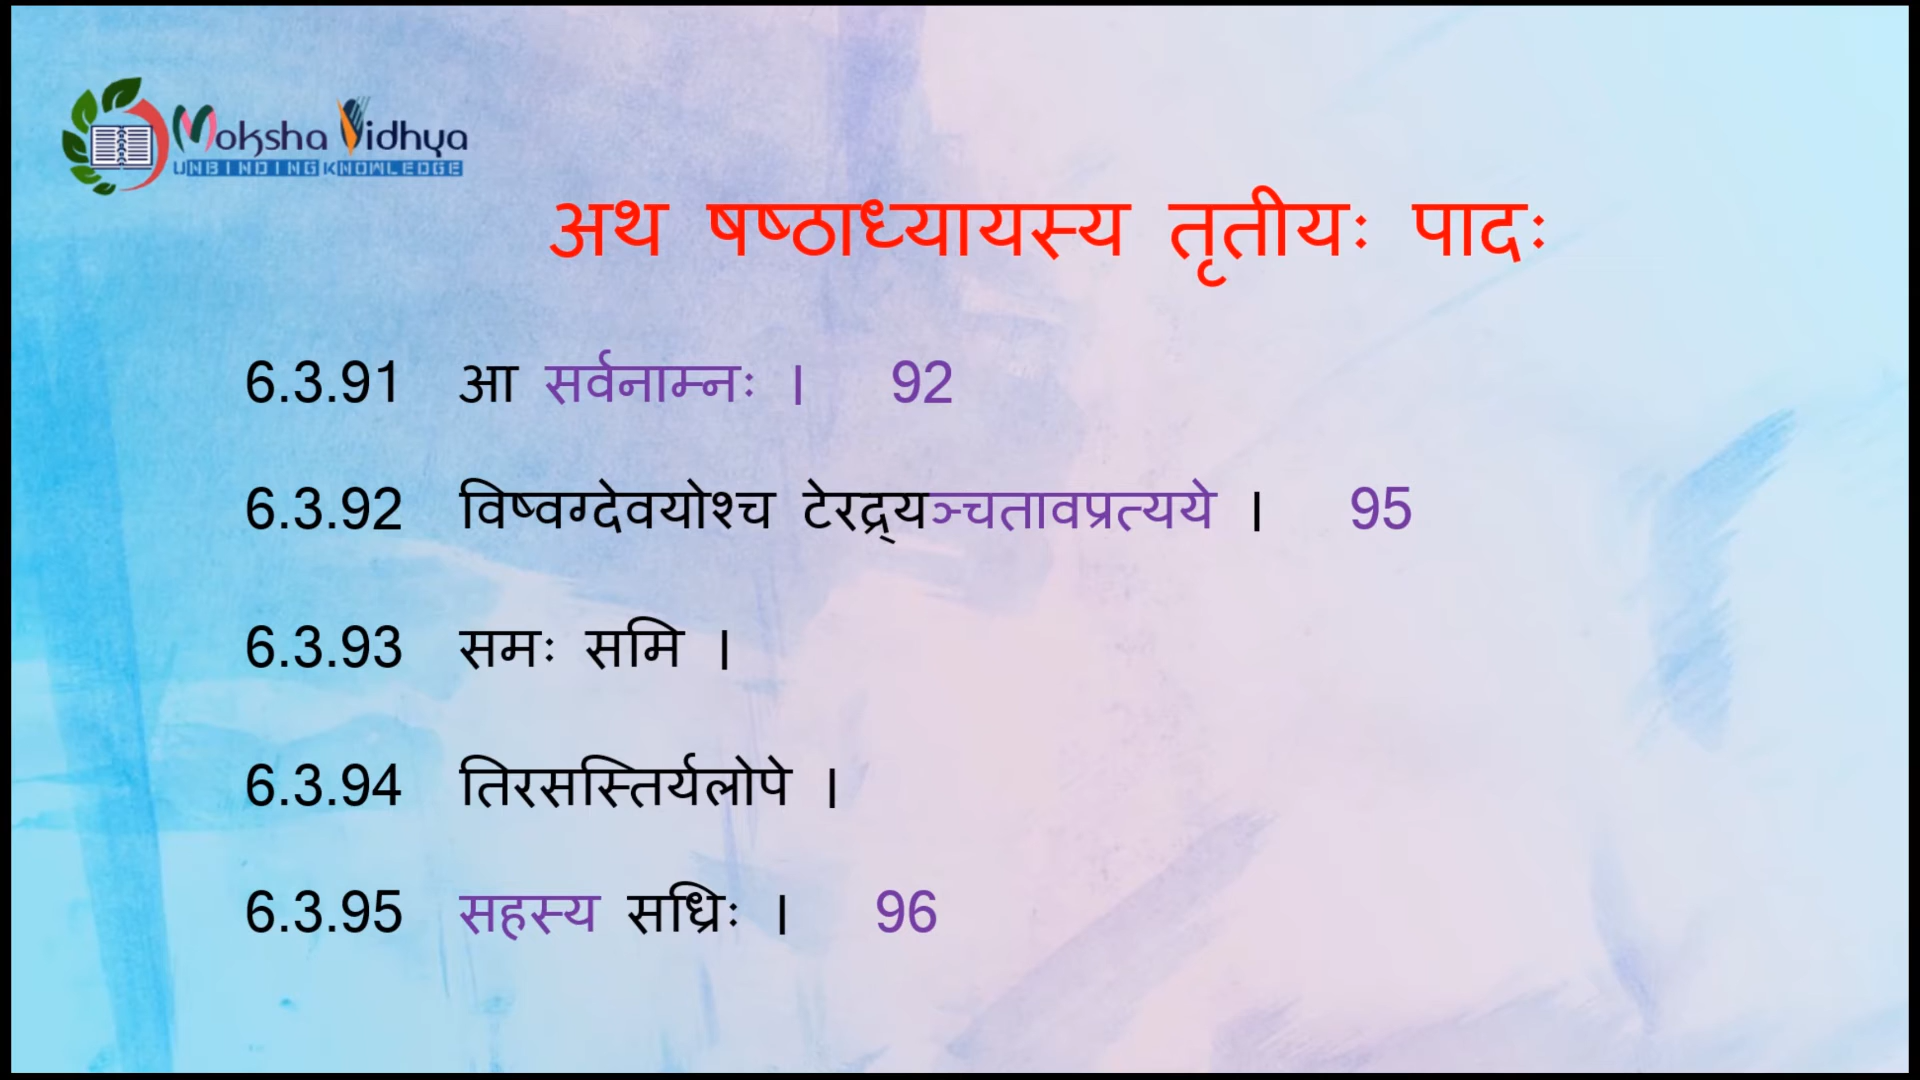 Moksha Vidhya
UNBINDING KNOWLEDGE
अथ षष्ठाध्यायस्य तृतीयः पादः
6.3.91 आ सर्वनाम्नः । 92
6.3.92 विष्वग्देवयोश्च टेरद्र्यञ्चतावप्रत्यये । 95
6.3.93 समः समि ।
6.3.94 तिरसस्तिर्यलोपे ।
6.3.95 सहस्य सध्रिः । 96